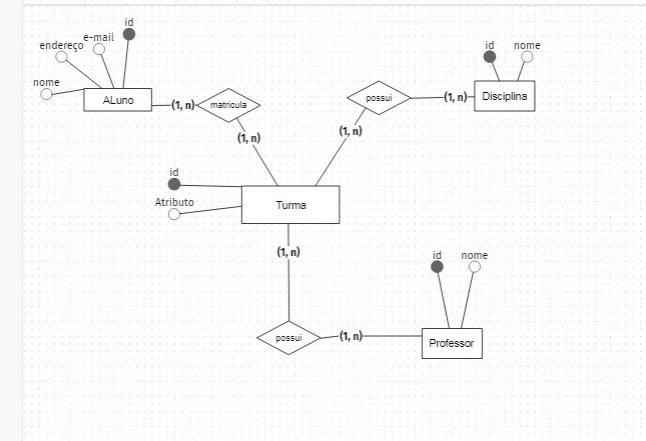 id
e-mail
endereço
nome
ALuno
(1, n)
matricula
(1, n)
id
nome
possui
(1, n)
Disciplina
(1, n)
id
Atributo
Turma
(1, n)
id
nome
possui
(1, n)
Professor